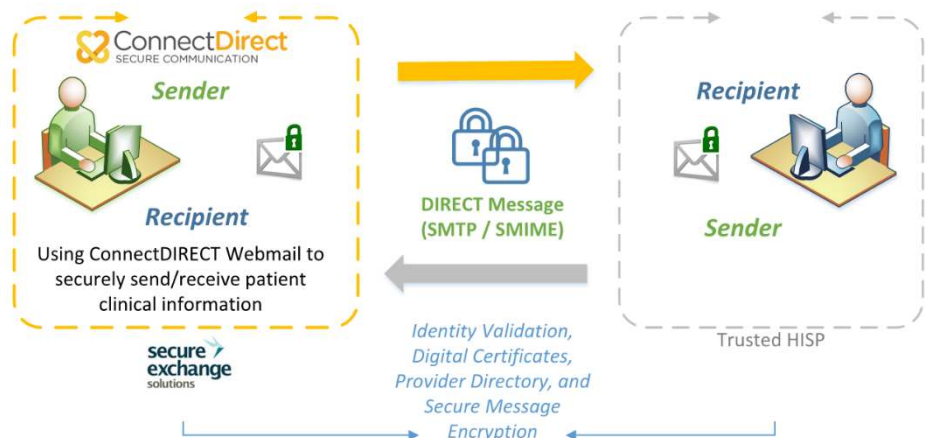 ConnectDirect
SECURE COMMUNICATION
Sender
Recipient
Using ConnectDIRECT Webmail to
securely send/receive patient
clinical information
secure
exchange
solutions
DIRECT Message
(SMTP / SMIME)
Identity Validation,
Digital Certificates,
Provider Directory, and
Secure Message
Encryption
Recipient
Sender
Trusted HISP